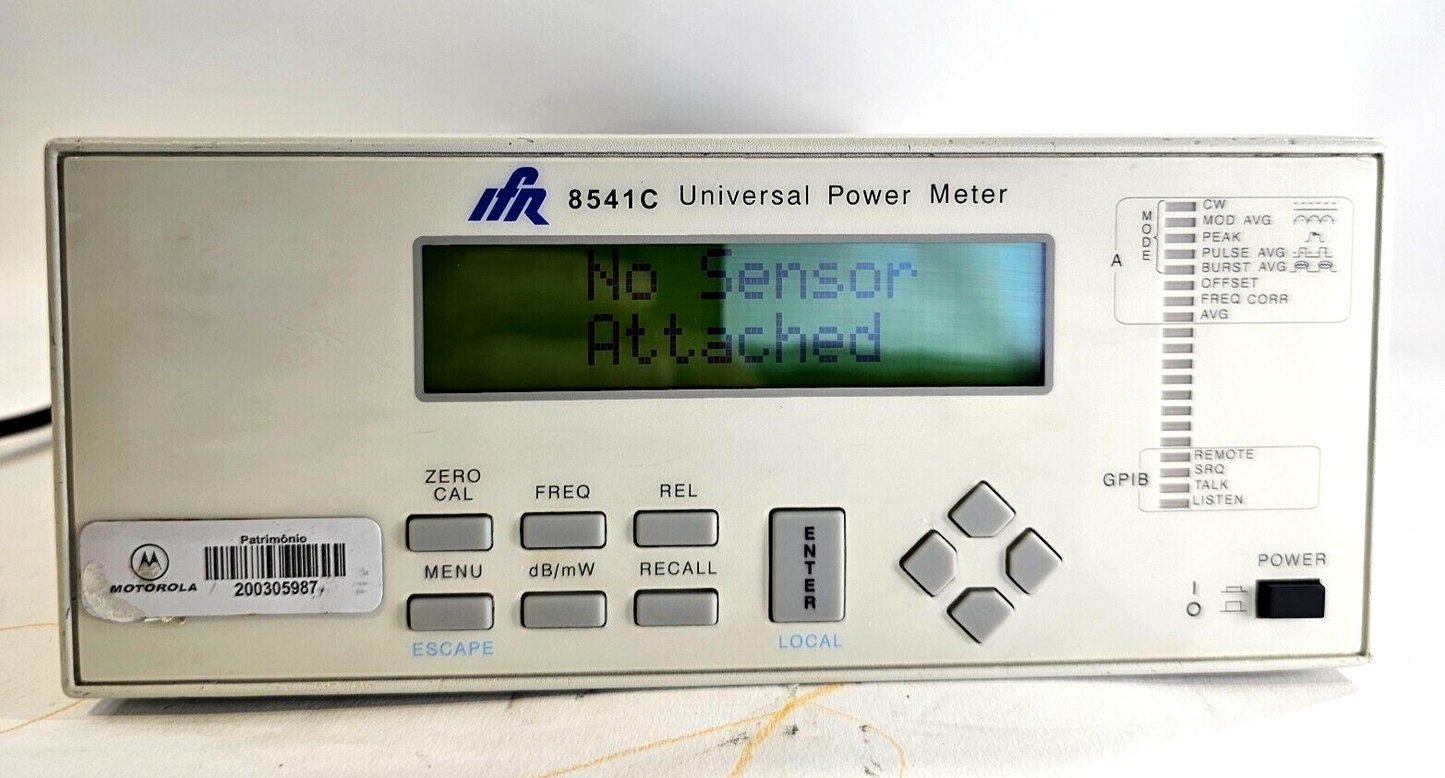 IFR 8541C Universal Power Meter
No Sensor
Attached
A
MODE
CW
MOD AVG
PEAK
PULSE AVG
BURST AVG
OFFSET
FREQ CORR
AVG
GPIB
REMOTE
SRQ
TALK
LISTEN
ZERO
CAL
FREQ
REL
MENU
dB/mW
RECALL
ESCAPE
ENTER
LOCAL
POWER
I
O
Patrimônio
MOTOROLA
200305987